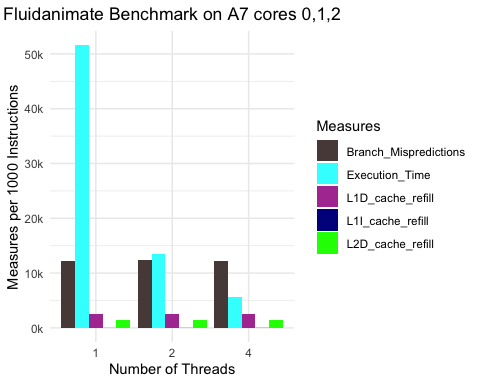 Fluidanimate Benchmark on A7 cores 0,1,2
Measures per 1000 Instructions
50k
40k
30k
20k
10k
0k
1
2
4
Number of Threads
Measures
Branch_Mispredictions
Execution_Time
L1D_cache_refill
L1I_cache_refill
L2D_cache_refill